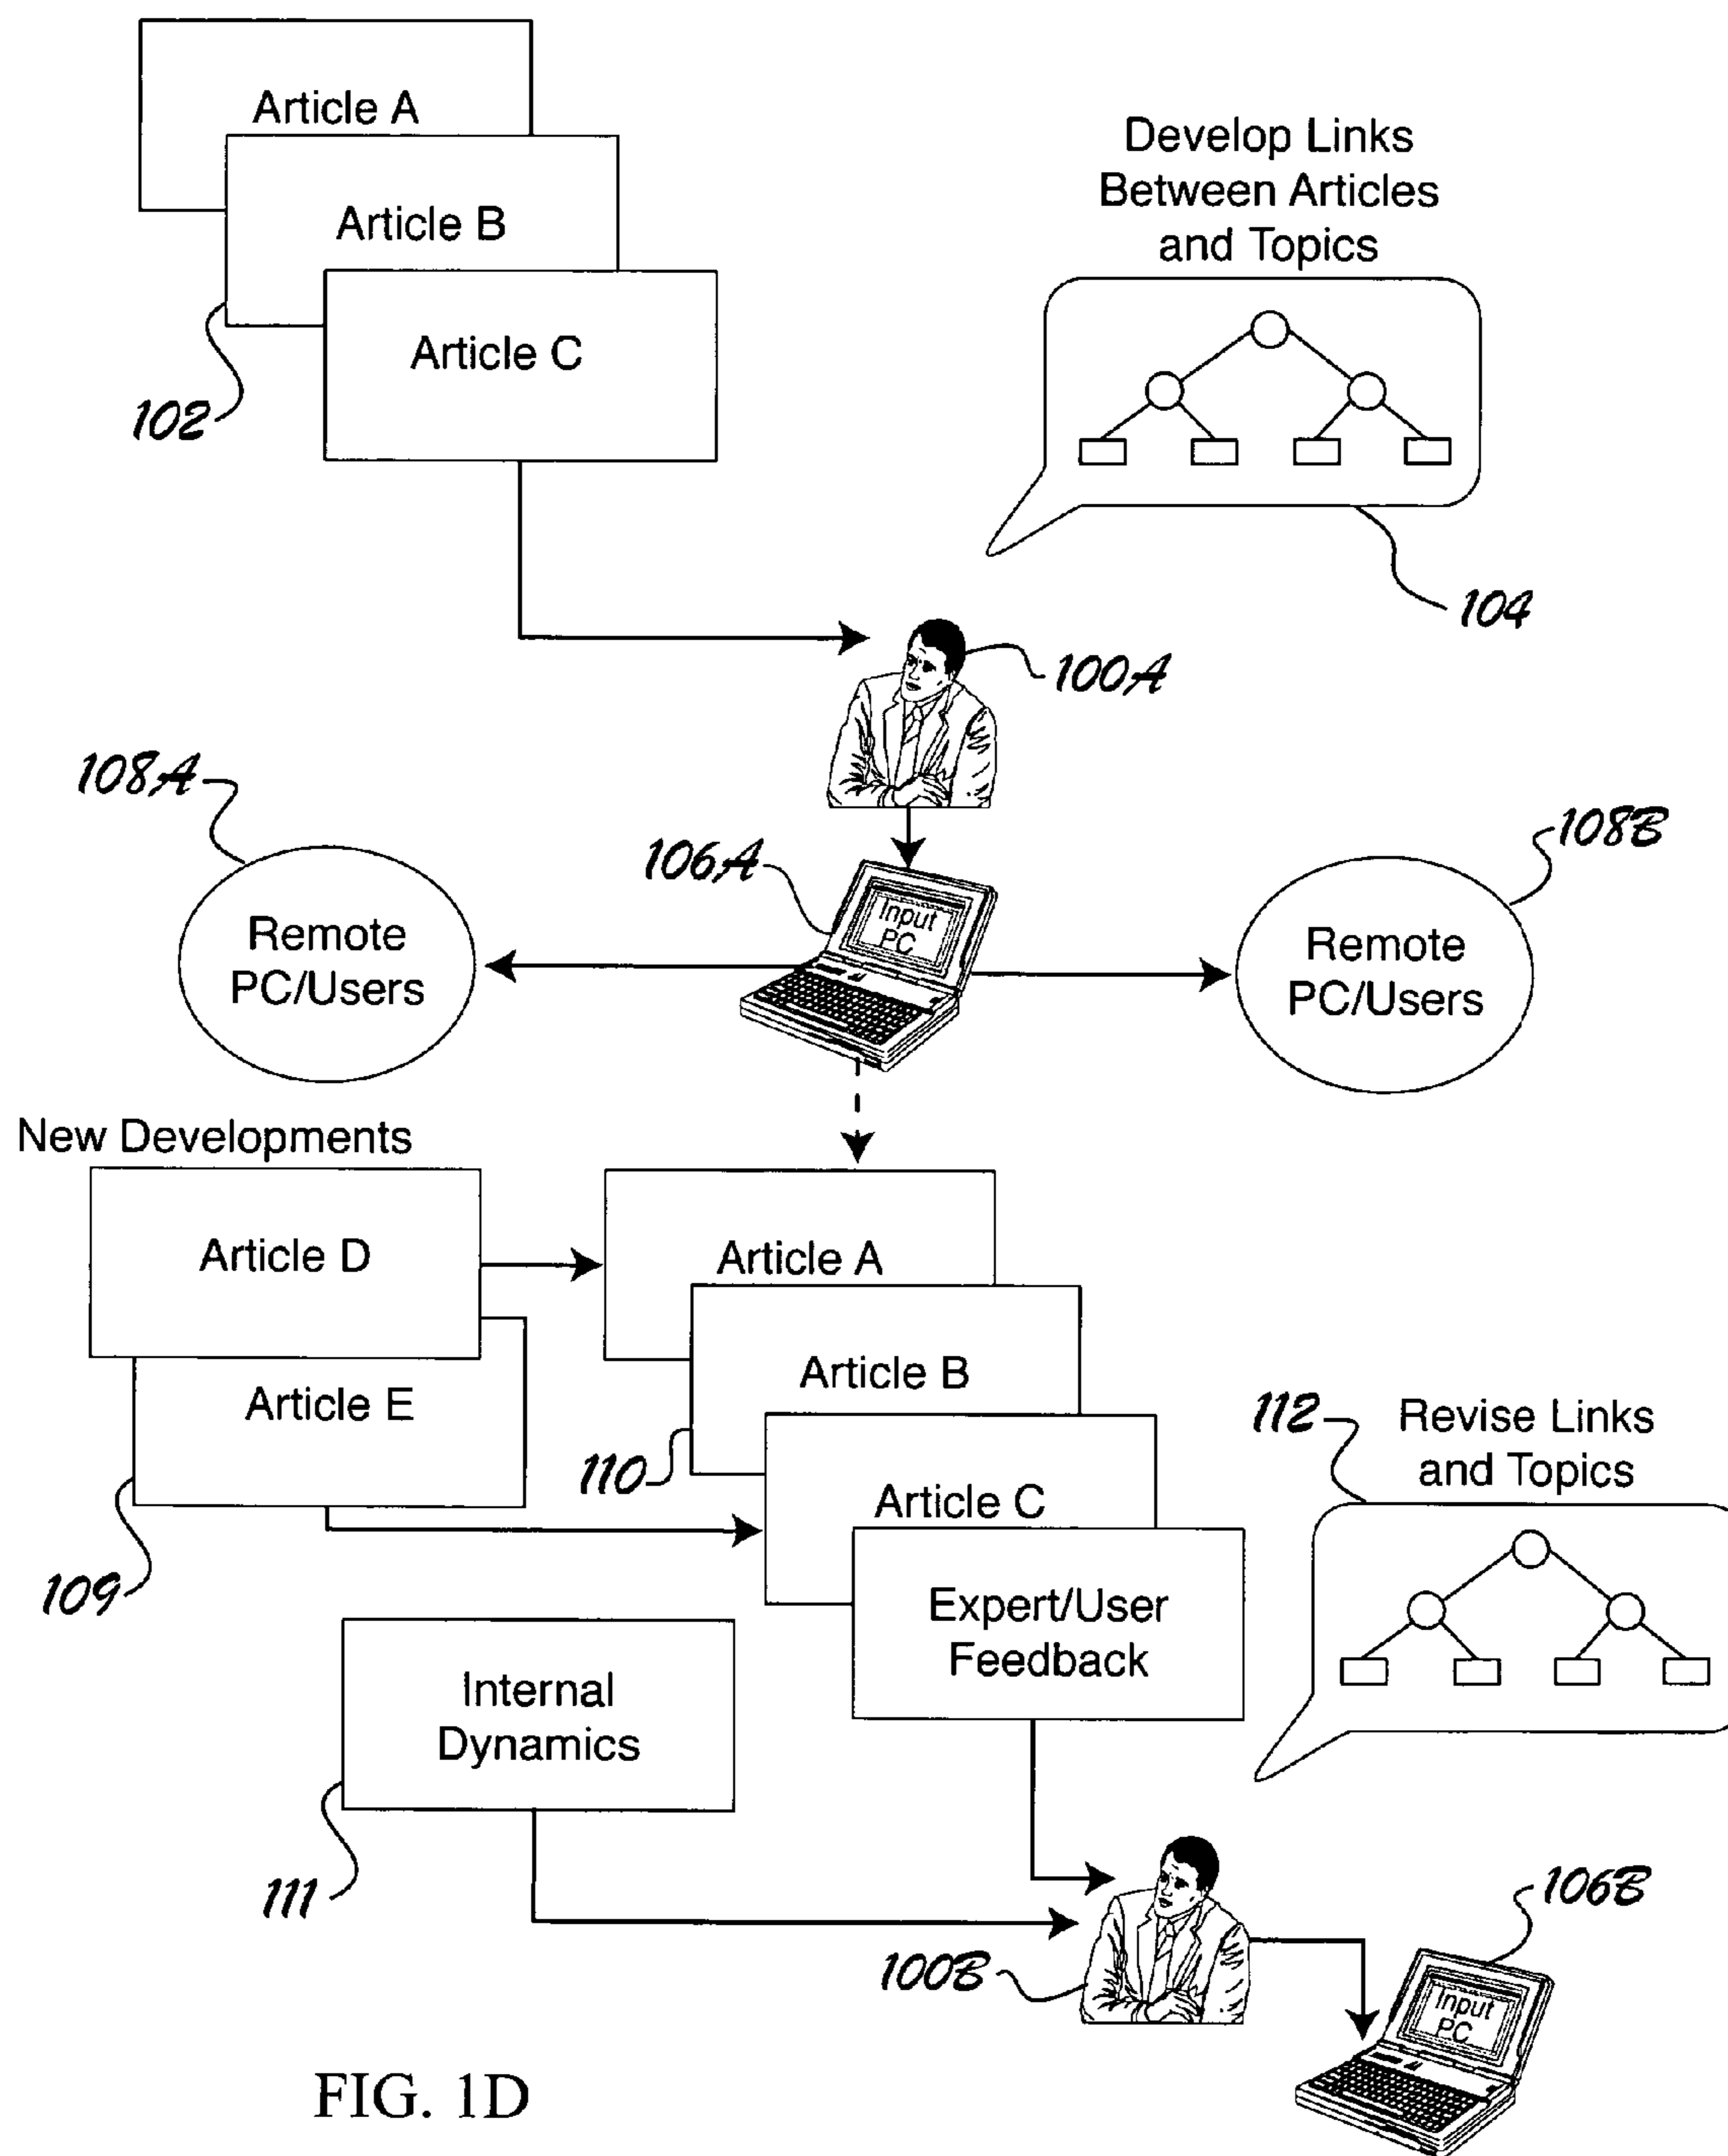 Article A
Article B
Article C
102
Develop Links
Between Articles
and Topics
104
100A
108A
106A
108B
Input
PC
Remote
PC/Users
Remote
PC/Users
New Developments
Article D
Article E
109
Article A
Article B
110
Article C
Expert/User
Feedback
112
Revise Links
and Topics
Internal
Dynamics
111
100B
106B
Input
PC
FIG. 1D